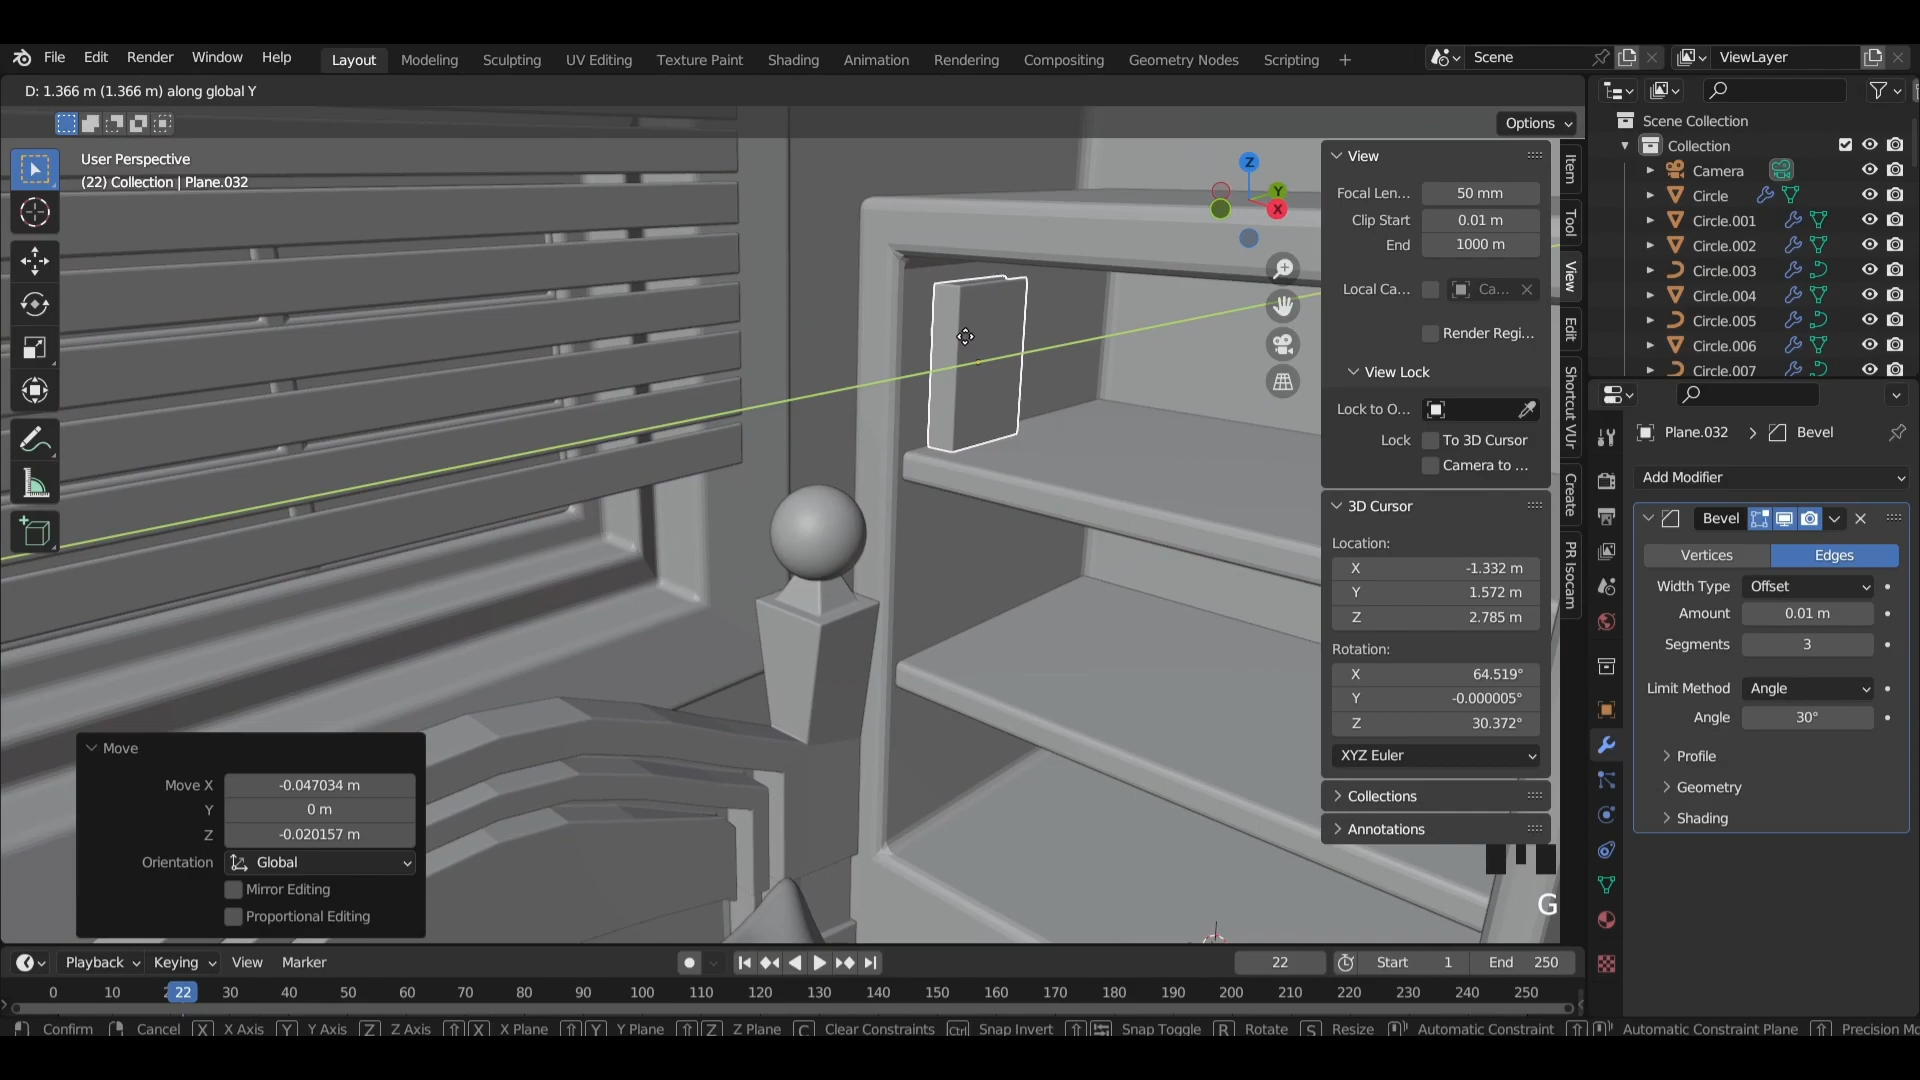 File Edit Render Window Help Layout Modeling Sculpting UV Editing Texture Paint Shading Animation Rendering Compositing Geometry Nodes Scripting + Scene ViewLayer
D: 1.366 m (1.366 m) along global Y
Options
User Perspective
(22) Collection | Plane.032
Z
Y
X
View
Focal Len... 50 mm
Clip Start 0.01 m
End 1000 m
Local Ca... Ca...
Render Regi...
View Lock
Lock to O...
Lock To 3D Cursor
Camera to ...
3D Cursor
Location:
X -1.332 m
Y 1.572 m
Z 2.785 m
Rotation:
X 64.519°
Y -0.000005°
Z 30.372°
XYZ Euler
Collections
Annotations
Item
Tool
View
Edit
Shortcut VUr
Create
PR Isocam
Scene Collection
Collection
Camera
Circle
Circle.001
Circle.002
Circle.003
Circle.004
Circle.005
Circle.006
Circle.007
Plane.032 > Bevel
Add Modifier
Bevel
Vertices Edges
Width Type Offset
Amount 0.01 m
Segments 3
Limit Method Angle
Angle 30°
Profile
Geometry
Shading
Move
Move X -0.047034 m
Y 0 m
Z -0.020157 m
Orientation Global
Mirror Editing
Proportional Editing
G
Playback Keying View Marker 22 Start 1 End 250
0 10 22 30 40 50 60 70 80 90 100 110 120 130 140 150 160 170 180 190 200 210 220 230 240 250
Confirm Cancel X X Axis Y Y Axis Z Z Axis X X Plane Y Y Plane Z Z Plane C Clear Constraints Ctrl Snap Invert Snap Toggle R Rotate S Resize Automatic Constraint Automatic Constraint Plane Precision Mo